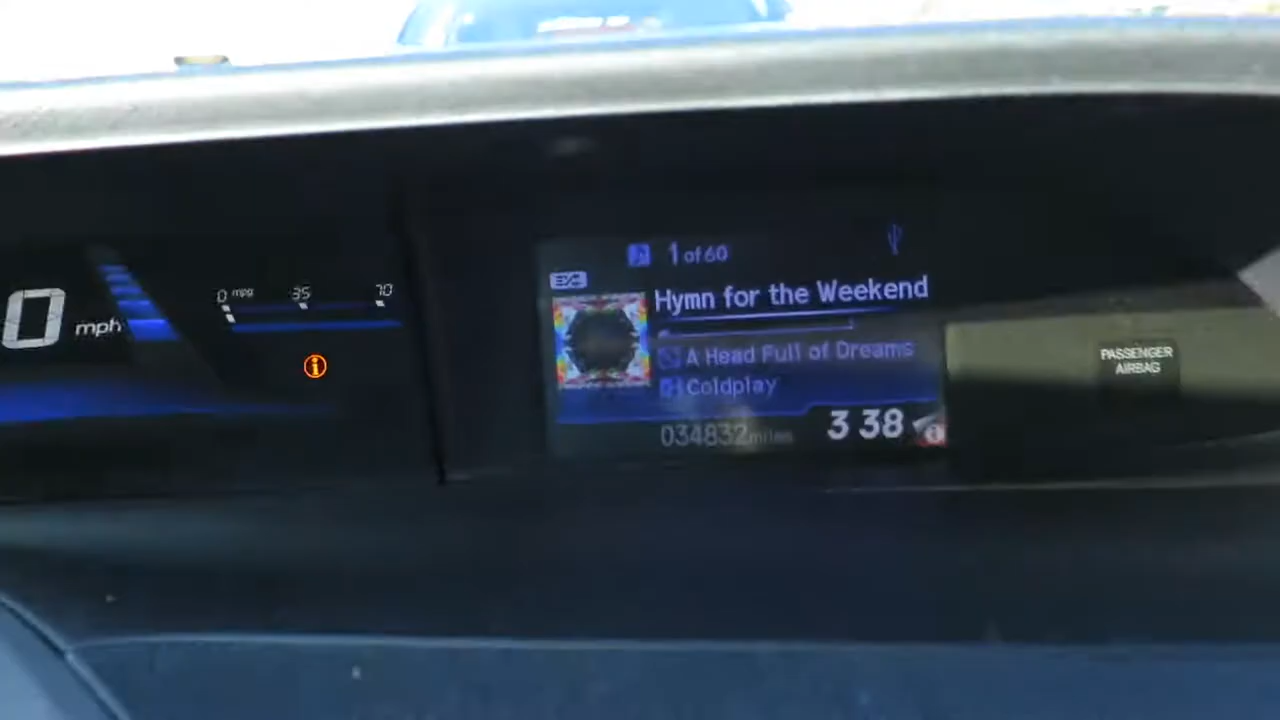 0 mph
0 mpg 35 70
1 of 60
Hymn for the Weekend
A Head Full of Dreams
Coldplay
034832 miles
3 38
PASSENGER
AIRBAG